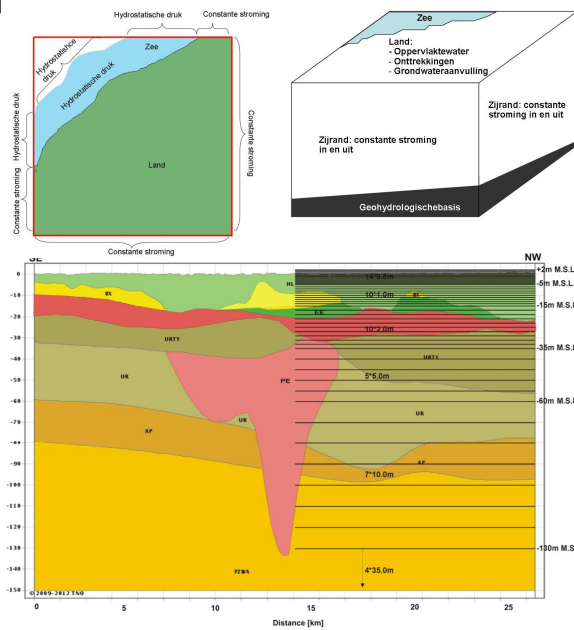 Hydrostatische druk
Constante stroming
Hydrostatishce
druk
Zee
Hydrostatische druk
Hydrostatische druk
Constante stroming
Constante stroming
Land
Constante stroming
Zee
Land:
- Oppervlaktewater
- Onttrekkingen
- Grondwateraanvulling
Zijrand: constante
stroming in en uit
Zijrand: constante stroming
in en uit
Geohydrologischebasis
SE
NW
0
-10
-20
-30
-40
-50
-60
-70
-80
-90
-100
-110
-120
-130
-140
-150
BX
HL
EE
URTY
PE
UR
UR
AP
PZWA
BX
URTY
UR
AP
14*0.5m
10*1.0m
10*2.0m
5*5.0m
7*10.0m
4*35.0m
+2m M.S.L
-5m M.S.L.
-15m M.S.l
-35m M.S.l
-60m M.S.l
-130m M.S
© 2009-2012 TNO
0
5
10
15
20
25
Distance [km]